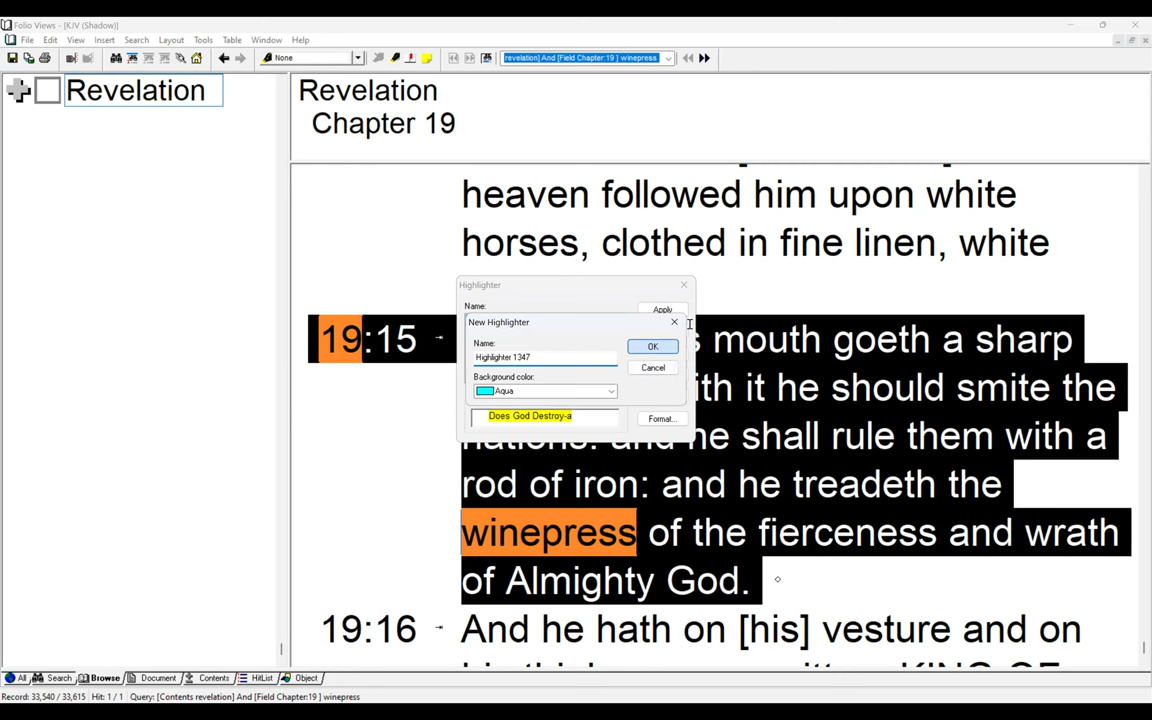 Folio Views - [KJV (Shadow)]
File Edit View Insert Search Layout Tools Table Window Help
None
revelation] And [Field Chapter:19 ] winepress
Revelation
Revelation
Chapter 19
heaven followed him upon white
horses, clothed in fine linen, white
19:15
mouth goeth a sharp
with it he should smite the
nations: and he shall rule them with a
rod of iron: and he treadeth the
winepress of the fierceness and wrath
of Almighty God.
19:16 And he hath on [his] vesture and on
Highlighter
Name:
Apply
New Highlighter
Name:
OK
Highlighter 1347
Cancel
Background color:
Aqua
Does God Destroy-a
Format...
All Search Browse Document Contents HitList Object
Record: 33,540 / 33,615 Hit: 1 / 1 Query: [Contents revelation] And [Field Chapter:19 ] winepress